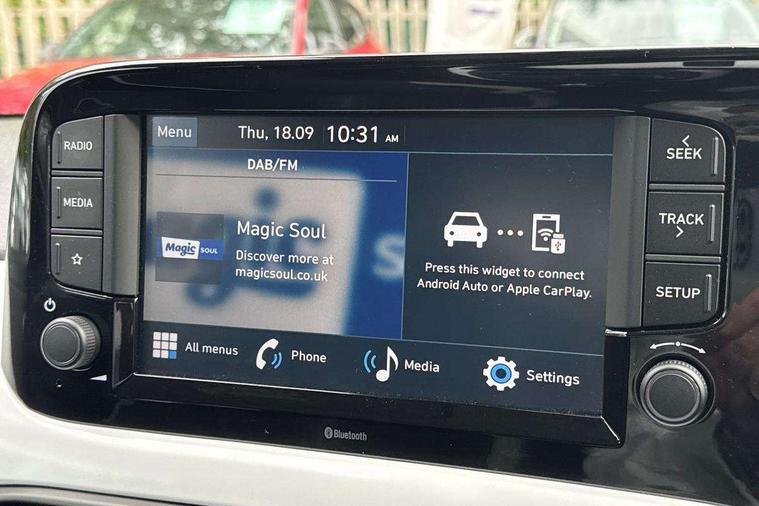 Menu
Thu, 18.09 10:31 AM
DAB/FM
Magic SOUL
Magic Soul
Discover more at
magicsoul.co.uk
Press this widget to connect
Android Auto or Apple CarPlay.
All menus
Phone
Media
Settings
RADIO
MEDIA
SEEK
TRACK
SETUP
Bluetooth